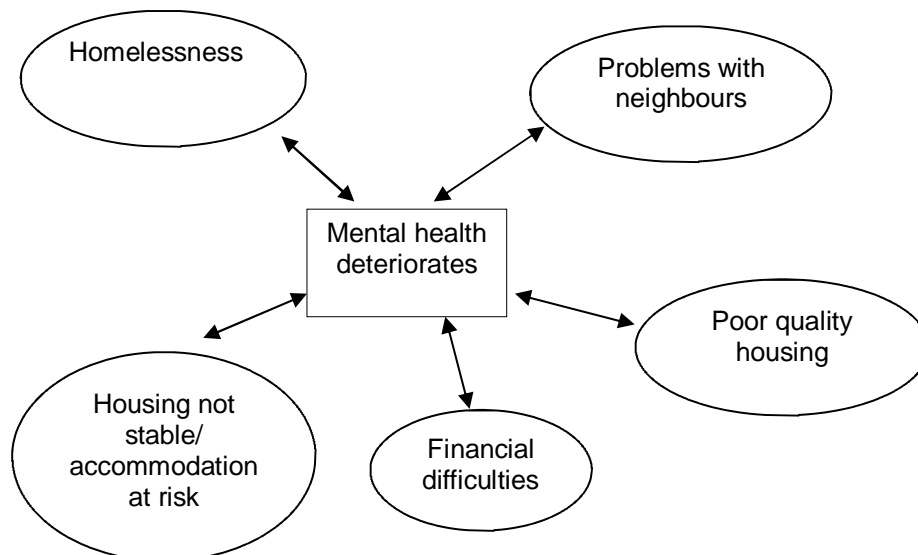 Homelessness
Problems with
neighbours
Mental health
deteriorates
Poor quality
housing
Housing not
stable/
accommodation
at risk
Financial
difficulties